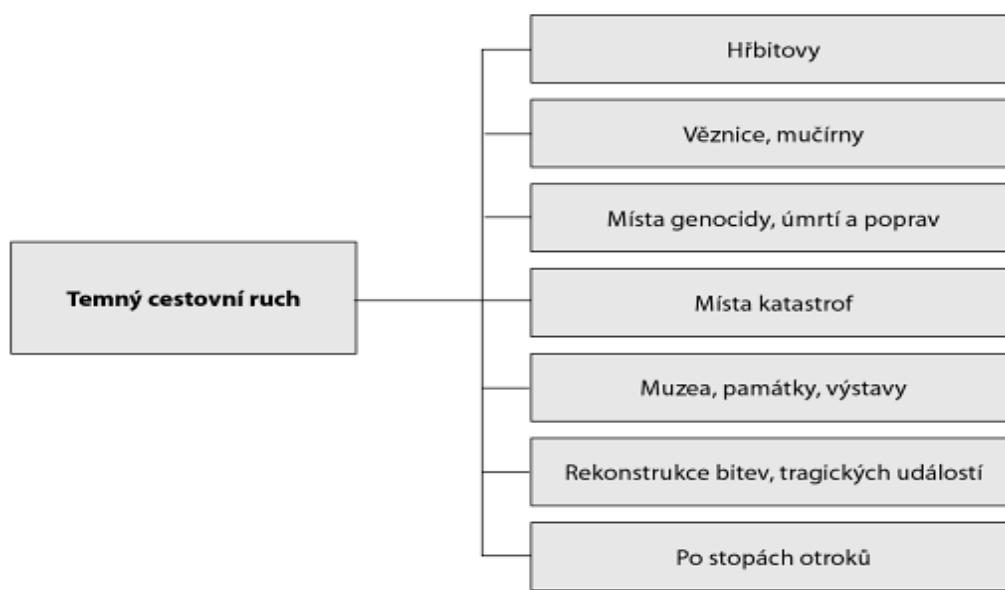 Temný cestovní ruch
Hřbitovy
Věznice, mučírny
Místa genocidy, úmrtí a poprav
Místa katastrof
Muzea, památky, výstavy
Rekonstrukce bitev, tragických událostí
Po stopách otroků